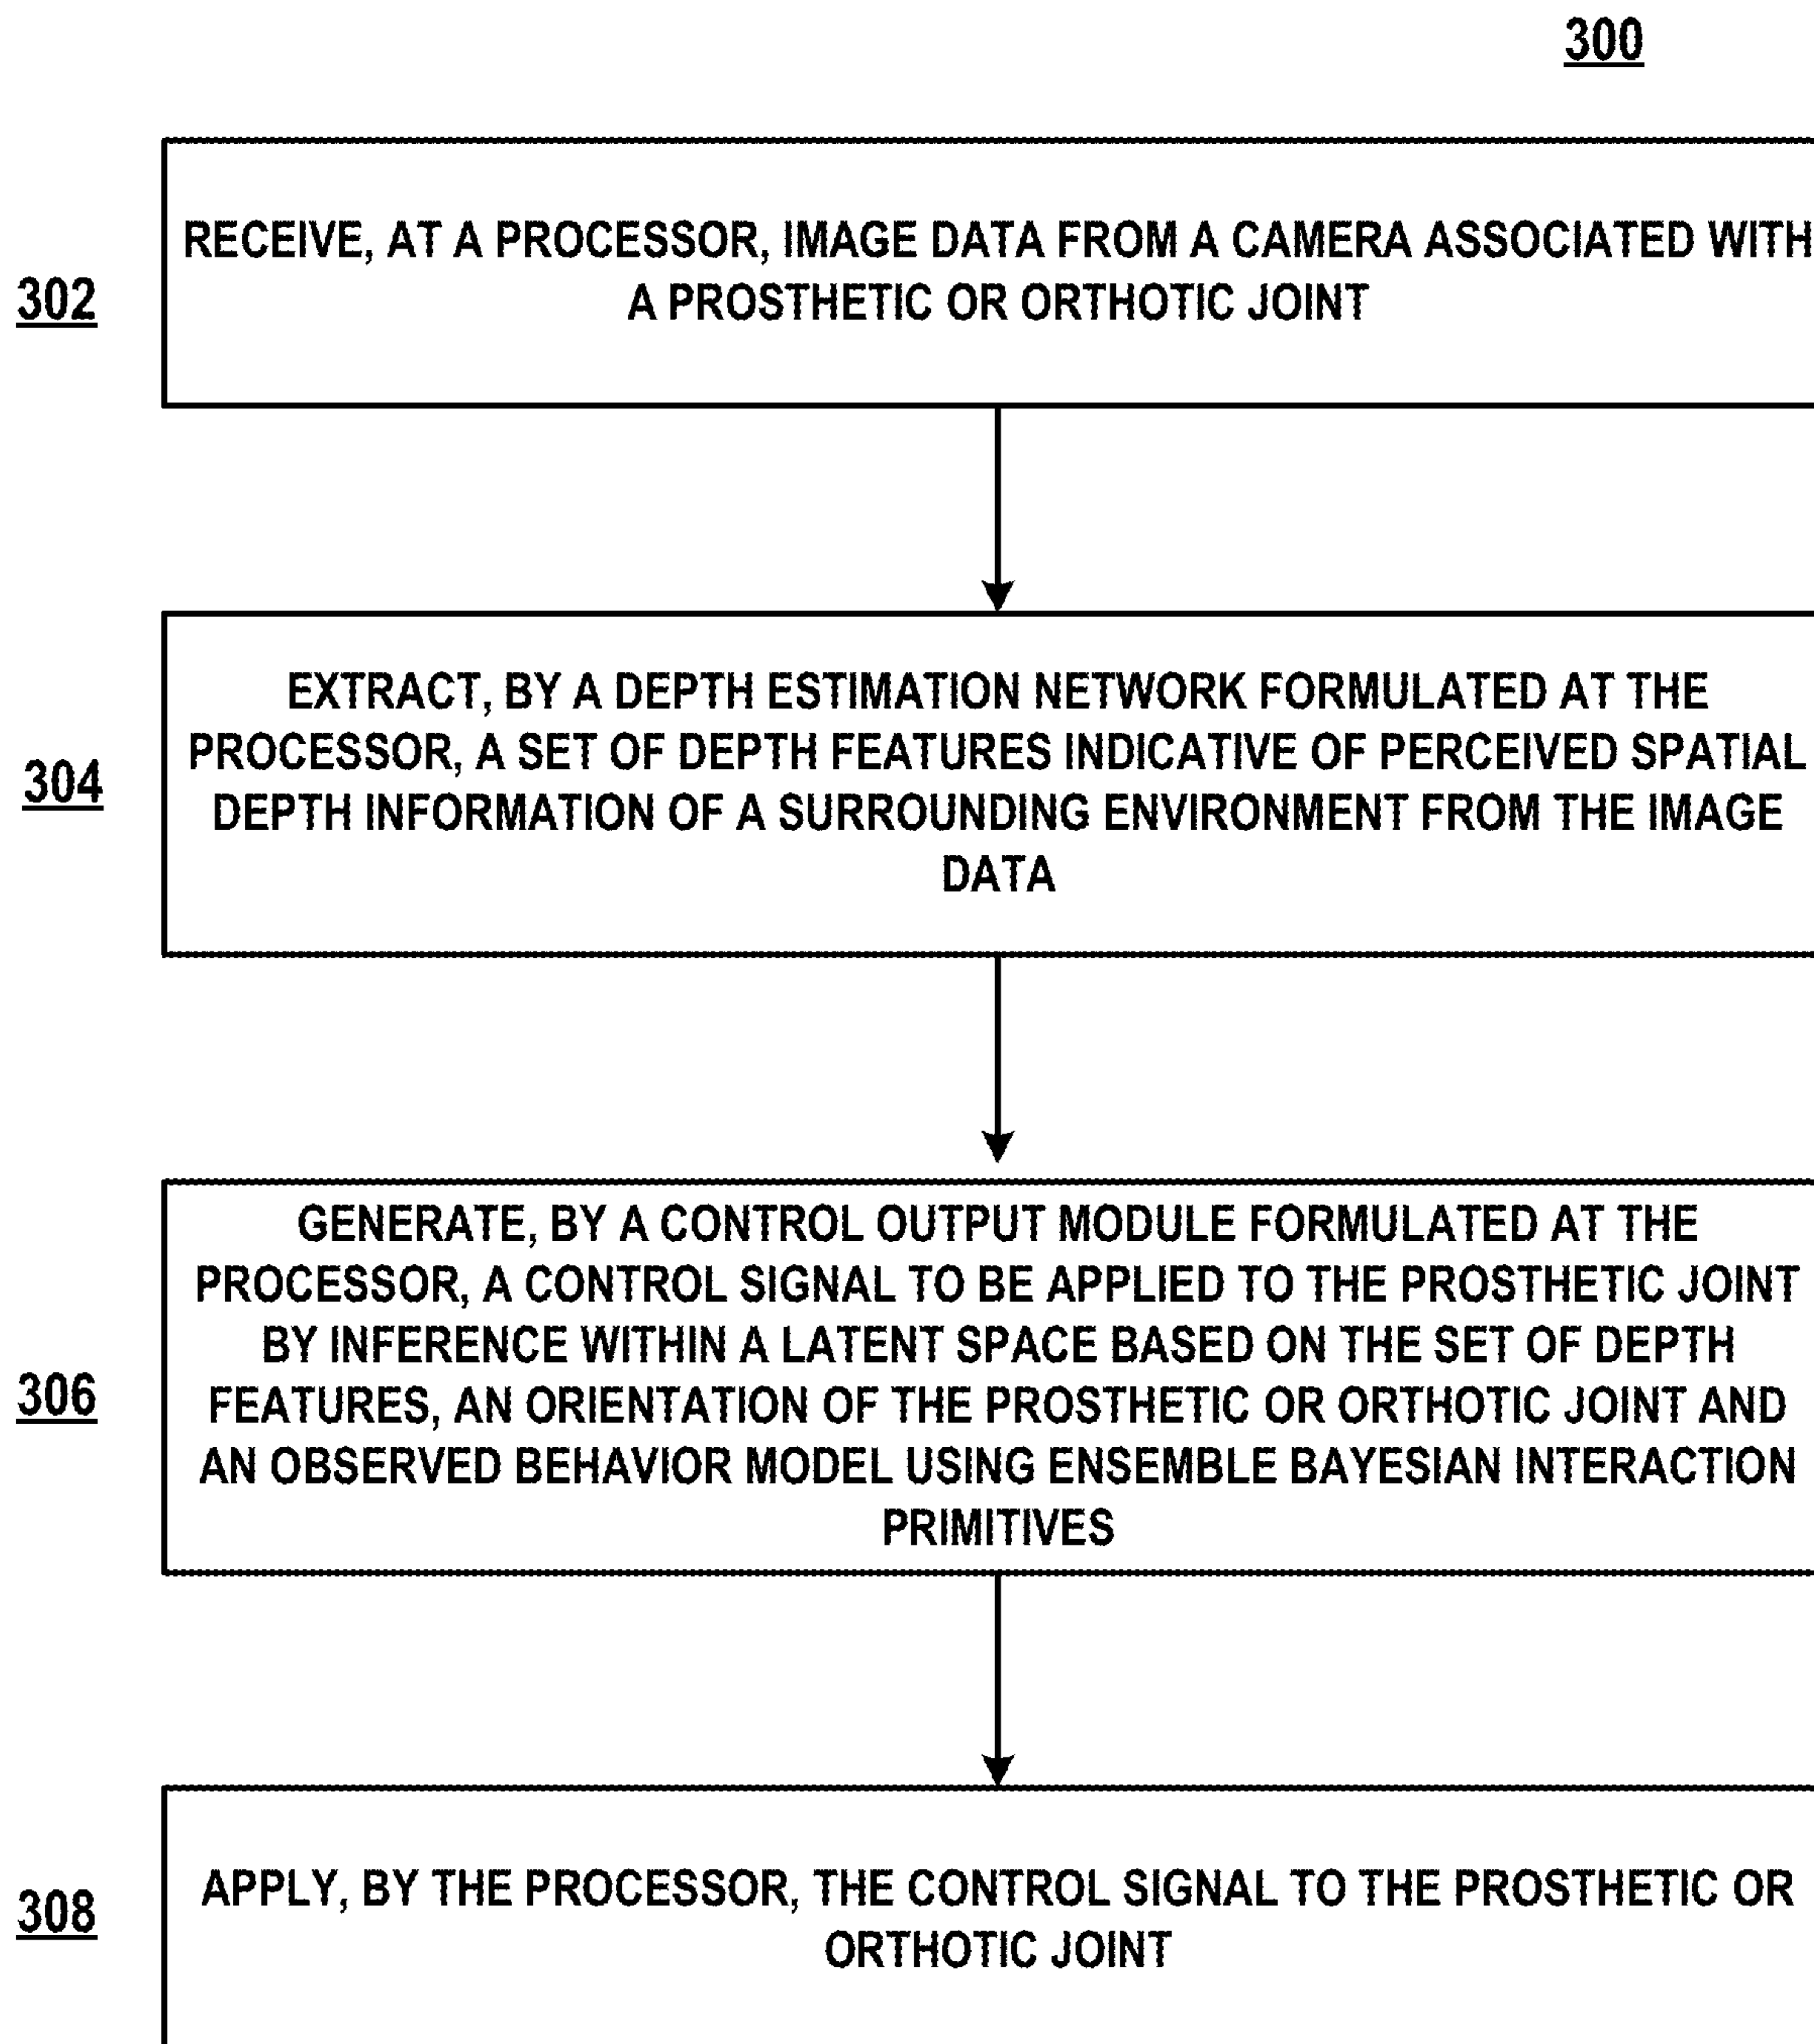 300
302
RECEIVE, AT A PROCESSOR, IMAGE DATA FROM A CAMERA ASSOCIATED WITH
A PROSTHETIC OR ORTHOTIC JOINT
304
EXTRACT, BY A DEPTH ESTIMATION NETWORK FORMULATED AT THE
PROCESSOR, A SET OF DEPTH FEATURES INDICATIVE OF PERCEIVED SPATIAL
DEPTH INFORMATION OF A SURROUNDING ENVIRONMENT FROM THE IMAGE
DATA
306
GENERATE, BY A CONTROL OUTPUT MODULE FORMULATED AT THE
PROCESSOR, A CONTROL SIGNAL TO BE APPLIED TO THE PROSTHETIC JOINT
BY INFERENCE WITHIN A LATENT SPACE BASED ON THE SET OF DEPTH
FEATURES, AN ORIENTATION OF THE PROSTHETIC OR ORTHOTIC JOINT AND
AN OBSERVED BEHAVIOR MODEL USING ENSEMBLE BAYESIAN INTERACTION
PRIMITIVES
308
APPLY, BY THE PROCESSOR, THE CONTROL SIGNAL TO THE PROSTHETIC OR
ORTHOTIC JOINT